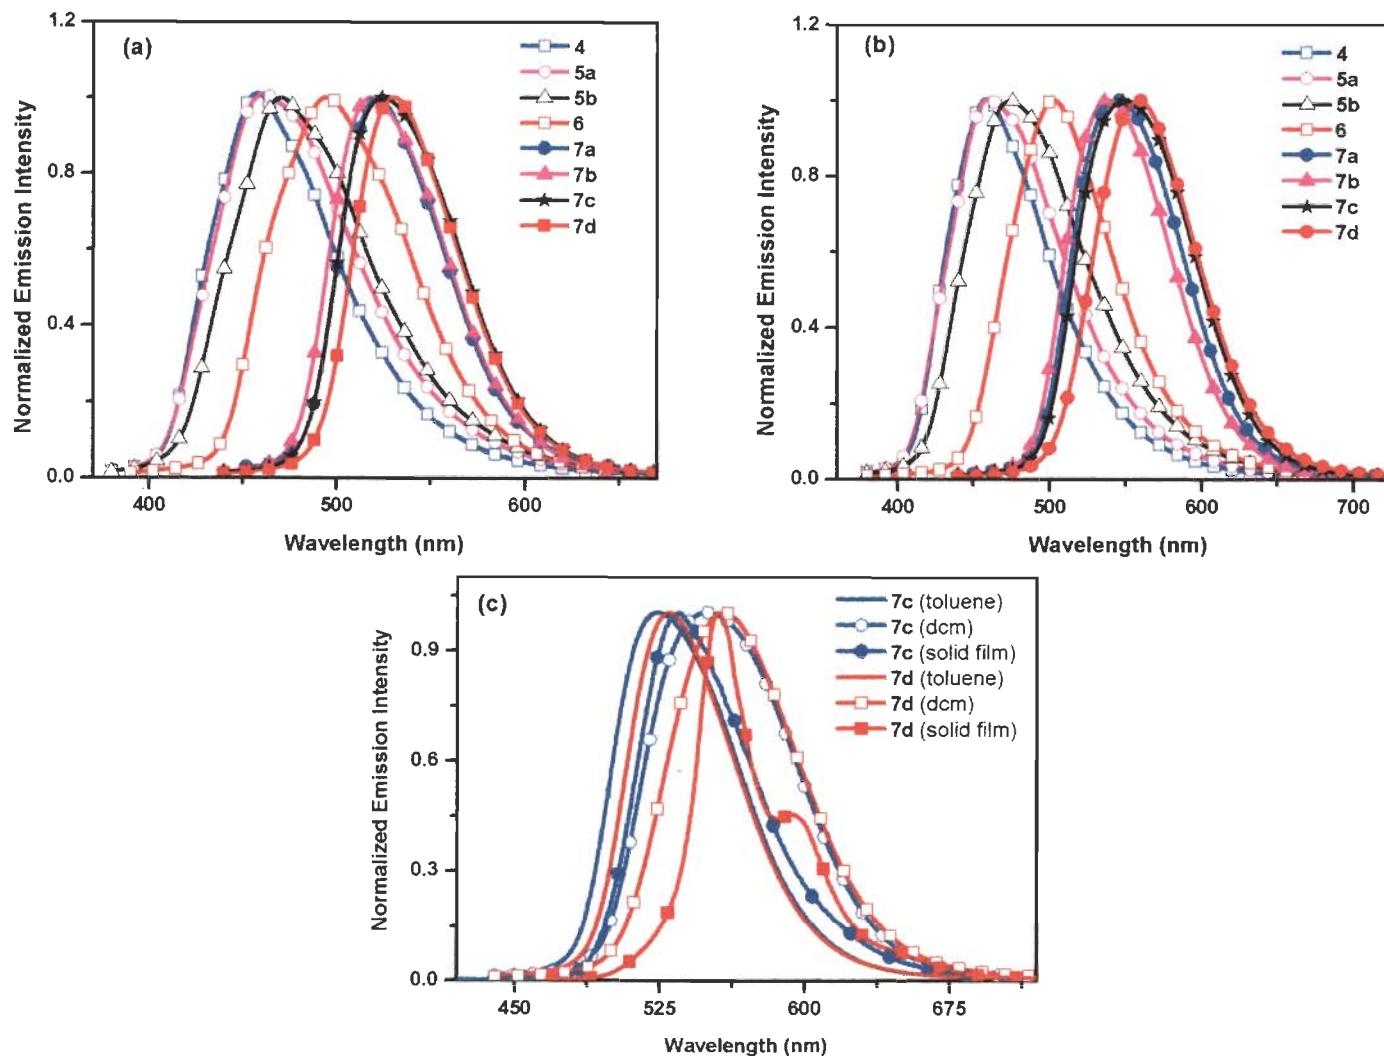 (a)
1.2
0.8
0.4
0.0
400
500
600
Normalized Emission Intensity
Wavelength (nm)
4
5a
5b
6
7a
7b
7c
7d
(b)
1.2
0.8
0.4
0.0
400
500
600
700
Normalized Emission Intensity
Wavelength (nm)
4
5a
5b
6
7a
7b
7c
7d
(c)
0.9
0.6
0.3
0.0
450
525
600
675
Normalized Emission Intensity
Wavelength (nm)
7c (toluene)
7c (dcm)
7c (solid film)
7d (toluene)
7d (dcm)
7d (solid film)